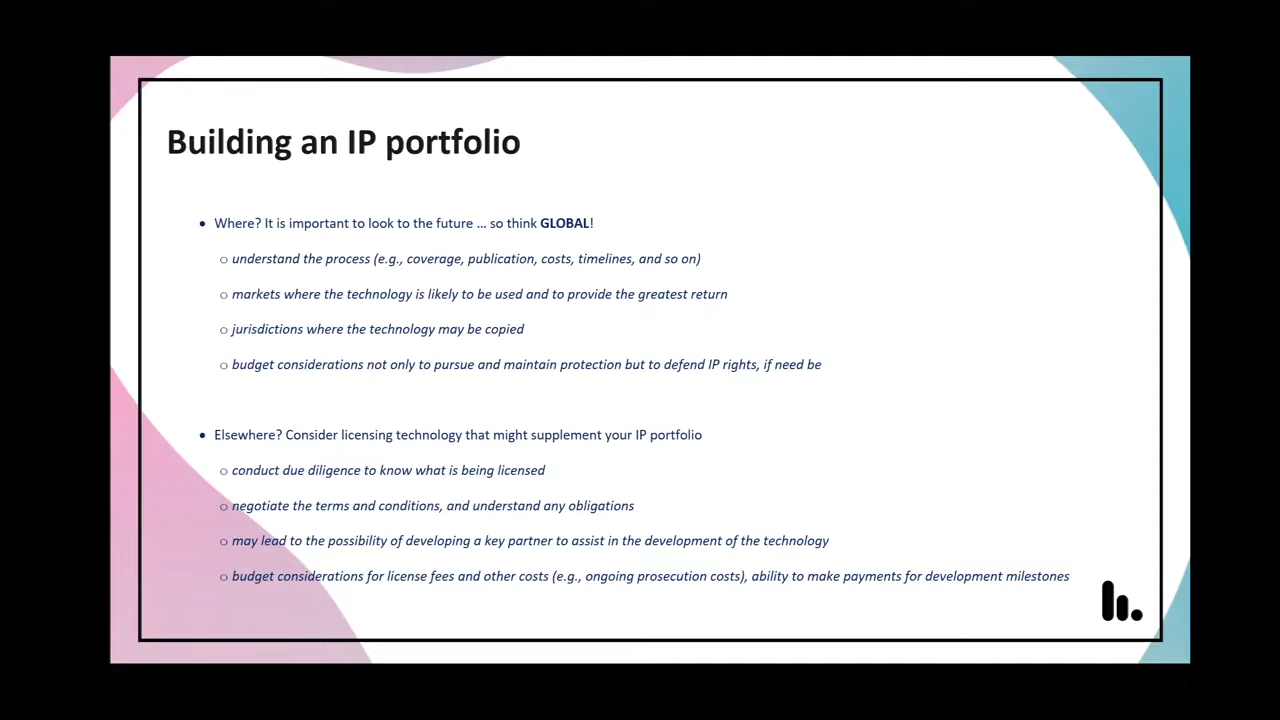 Building an IP portfolio
• Where? It is important to look to the future … so think GLOBAL!
o understand the process (e.g., coverage, publication, costs, timelines, and so on)
o markets where the technology is likely to be used and to provide the greatest return
o jurisdictions where the technology may be copied
o budget considerations not only to pursue and maintain protection but to defend IP rights, if need be
• Elsewhere? Consider licensing technology that might supplement your IP portfolio
o conduct due diligence to know what is being licensed
o negotiate the terms and conditions, and understand any obligations
o may lead to the possibility of developing a key partner to assist in the development of the technology
o budget considerations for license fees and other costs (e.g., ongoing prosecution costs), ability to make payments for development milestones